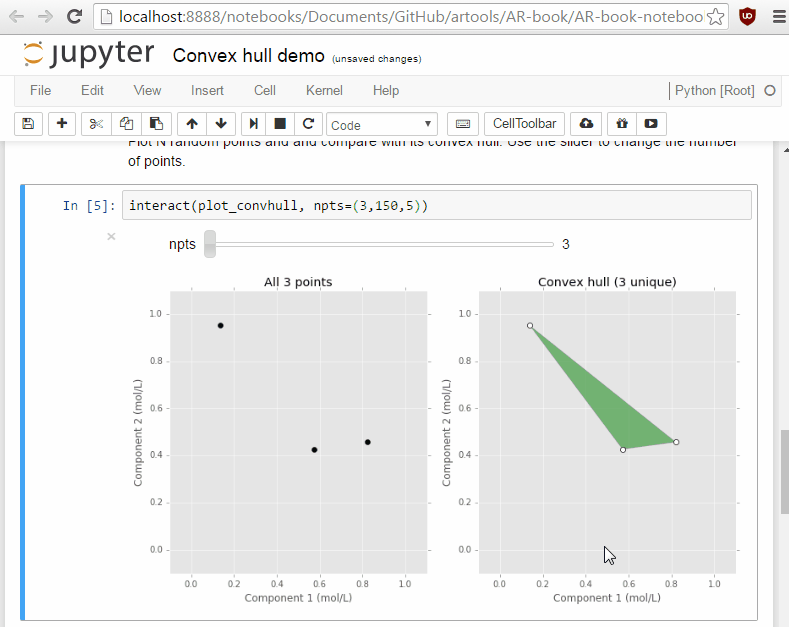 localhost:8888/notebooks/Documents/GitHub/artools/AR-book/AR-book-noteboo
jupyter Convex hull demo (unsaved changes)
File Edit View Insert Cell Kernel Help Python [Root]
Code CellToolbar
Plot N random points and and compare with its convex hull. Use the slider to change the number
of points.
In [5]: interact(plot_convhull, npts=(3,150,5))
npts 3
All 3 points
1.0
0.8
0.6
0.4
0.2
0.0
Component 2 (mol/L)
0.0 0.2 0.4 0.6 0.8 1.0
Component 1 (mol/L)
Convex hull (3 unique)
1.0
0.8
0.6
0.4
0.2
0.0
Component 2 (mol/L)
0.0 0.2 0.4 0.6 0.8 1.0
Component 1 (mol/L)